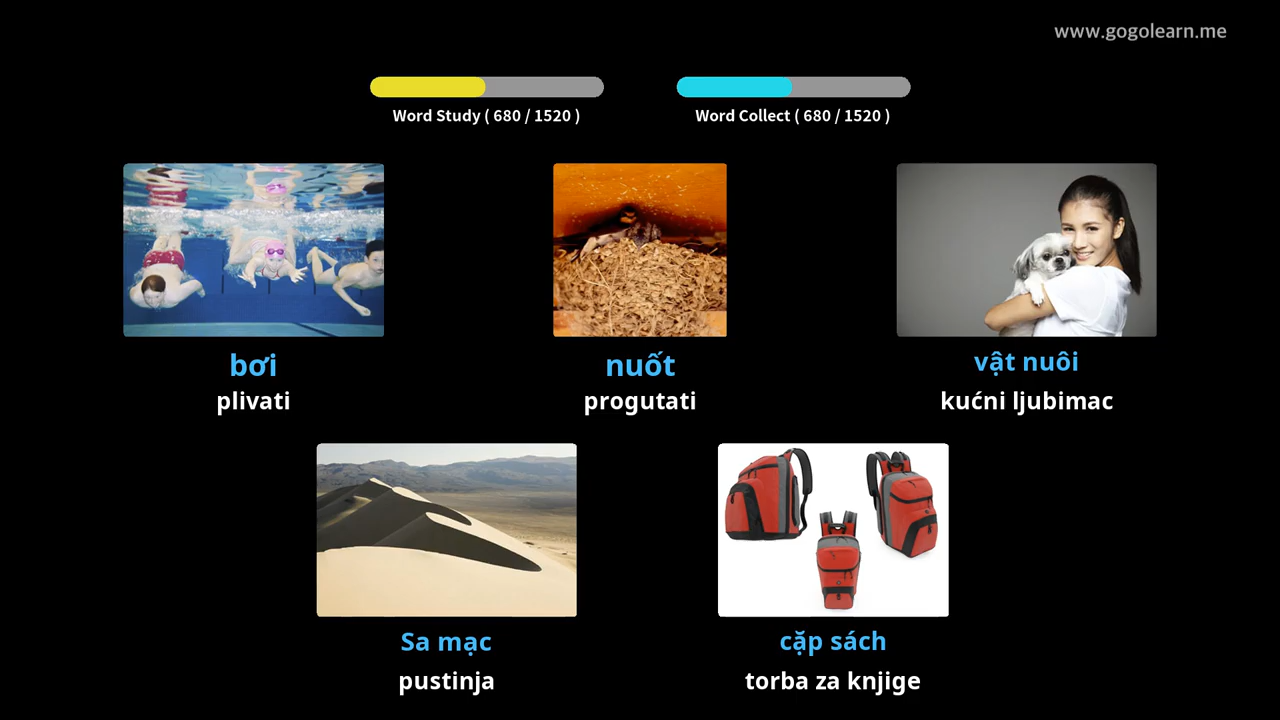 www.gogolearn.me
Word Study ( 680 / 1520 )
Word Collect ( 680 / 1520 )
bơi
plivati
nuốt
progutati
vật nuôi
kućni ljubimac
Sa mạc
pustinja
cặp sách
torba za knjige